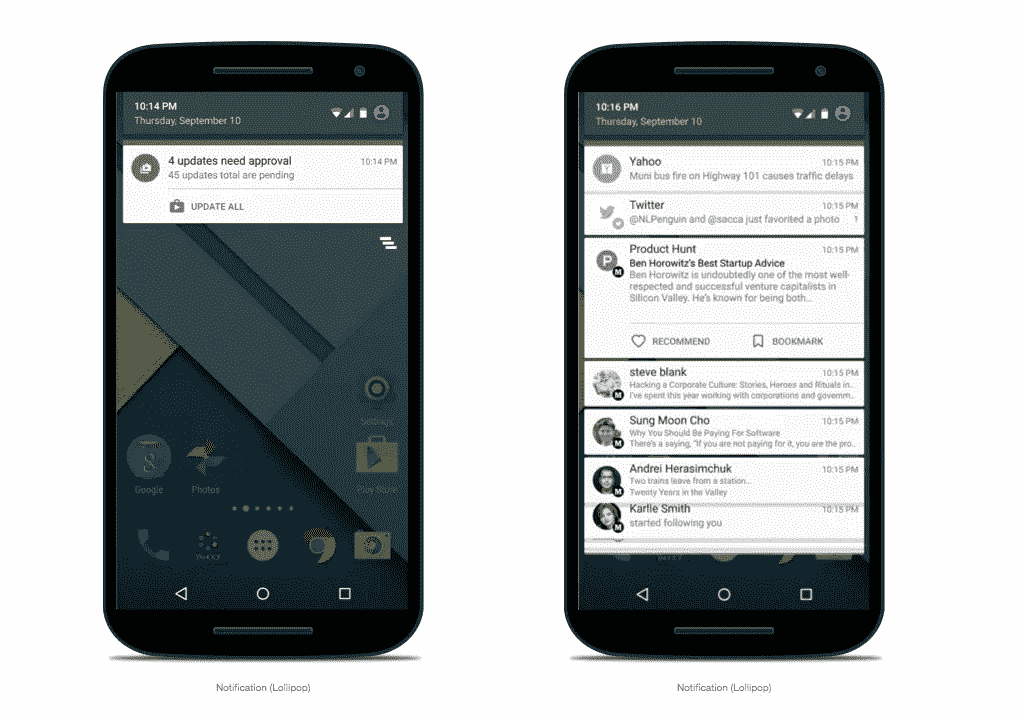 10:14 PM
Thursday, September 10
4 updates need approval
10:14 PM
45 updates total are pending
UPDATE ALL
Google
Photos
Play Store
Notification (Lollipop)
10:16 PM
Thursday, September 10
Yahoo
10:15 PM
Muni bus fire on Highway 101 causes traffic delays
Twitter
10:15 PM
@NLPenguin and @sacca just favorited a photo
1
Product Hunt
10:15 PM
Ben Horowitz's Best Startup Advice
Ben Horowitz is undoubtedly one of the most well-
respected and successful venture capitalists in
Silicon Valley. He's known for being both...
RECOMMEND
BOOKMARK
steve blank
10:15 PM
Hacking a Corporate Culture: Stories, Heroes and Rituals in..
I've spent this year working with corporations and governm..
Sung Moon Cho
10:15 PM
Why You Should Be Paying For Software
There's a saying, "If you are not paying for it, you are the pro..
Andrei Herasimchuk
10:15 PM
Two trains leave from a station...
Twenty Years in the Valley
Karlie Smith
10:15 PM
started following you
Notification (Lollipop)